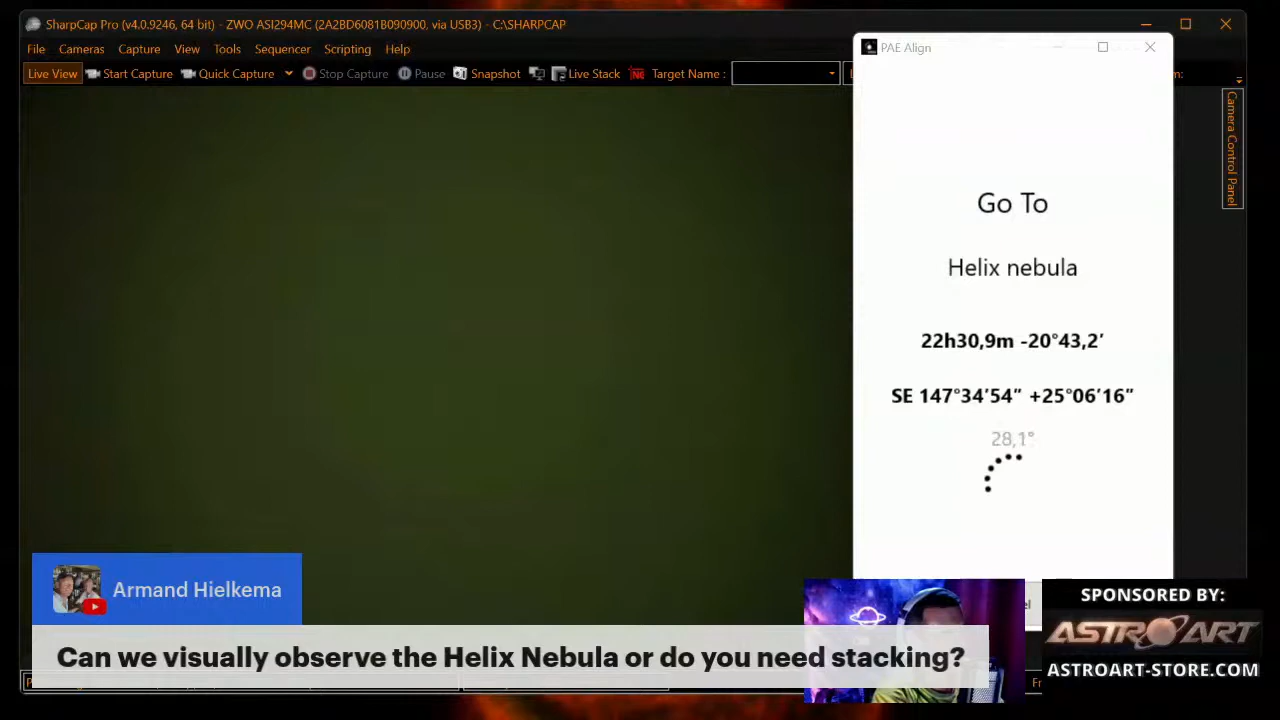 SharpCap Pro (v4.0.9246, 64 bit) - ZWO ASI294MC (2A2BD6081B090900, via USB3) - C:\SHARPCAP
File Cameras Capture View Tools Sequencer Scripting Help
Live View Start Capture Quick Capture Stop Capture Pause Snapshot Live Stack Target Name :
Camera Control Panel
PAE Align
Go To
Helix nebula
22h30,9m -20°43,2′
SE 147°34′54″ +25°06′16″
28,1°
Armand Hielkema
Can we visually observe the Helix Nebula or do you need stacking?
SPONSORED BY:
ASTROART
ASTROART-STORE.COM